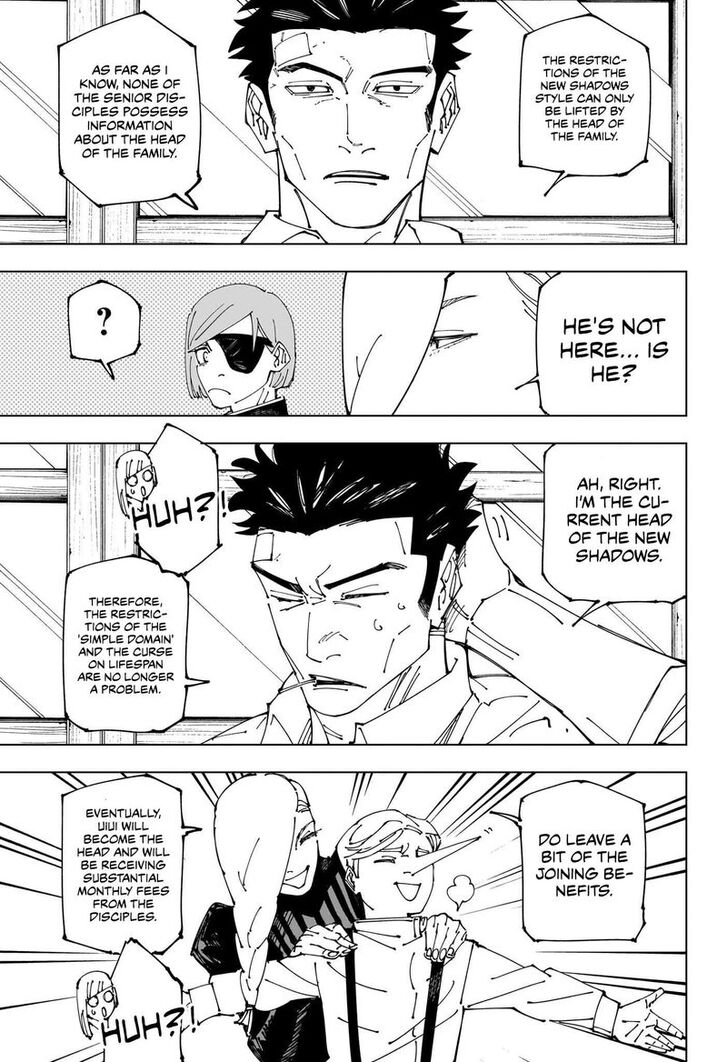 THE RESTRIC-
TIONS OF THE
NEW SHADOWS
STYLE CAN ONLY
BE LIFTED BY
THE HEAD OF
THE FAMILY.
AS FAR AS I
KNOW, NONE OF
THE SENIOR DIS-
CIPLES POSSESS
INFORMATION
ABOUT THE HEAD
OF THE FAMILY.
HE'S NOT
HERE... IS
HE?
?
AH, RIGHT.
I'M THE CU-
RRENT HEAD
OF THE NEW
SHADOWS.
HUH?!
THEREFORE,
THE RESTRIC-
TIONS OF THE
'SIMPLE DOMAIN'
AND THE CURSE
ON LIFESPAN
ARE NO LONGER
A PROBLEM.
DO LEAVE A
BIT OF THE
JOINING BE-
NEFITS.
EVENTUALLY,
UIUI WILL
BECOME THE
HEAD AND WILL
BE RECEIVING
SUBSTANTIAL
MONTHLY FEES
FROM THE
DISCIPLES.
HUH?!